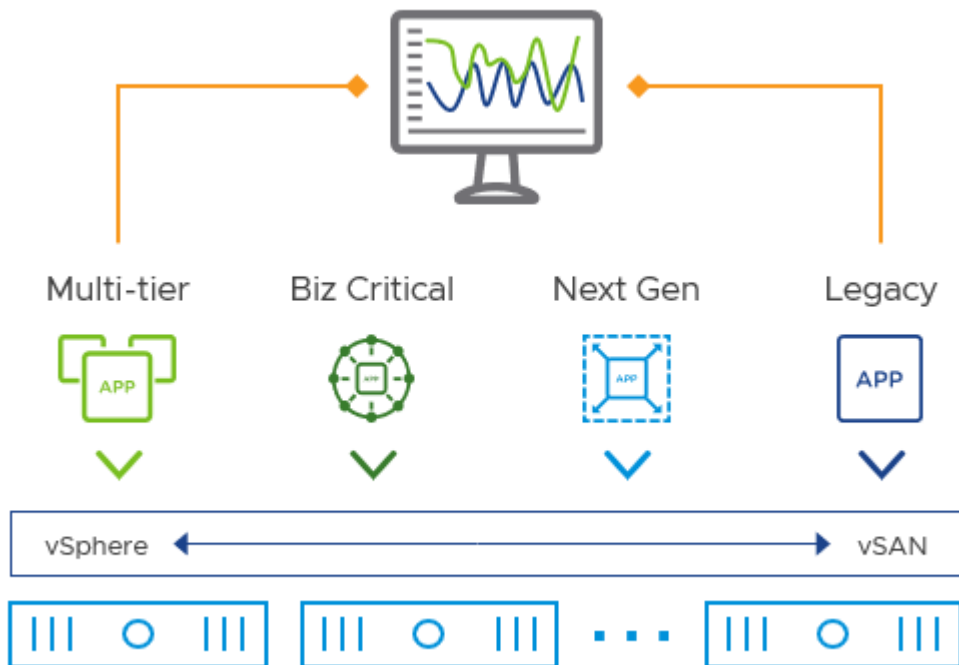 Multi-tier Biz Critical Next Gen Legacy
APP APP APP APP
vSphere vSAN